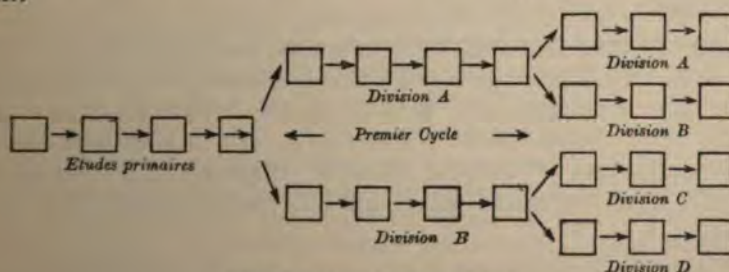 Etudes primaires
Division A
Premier Cycle
Division B
Division A
Division B
Division C
Division D